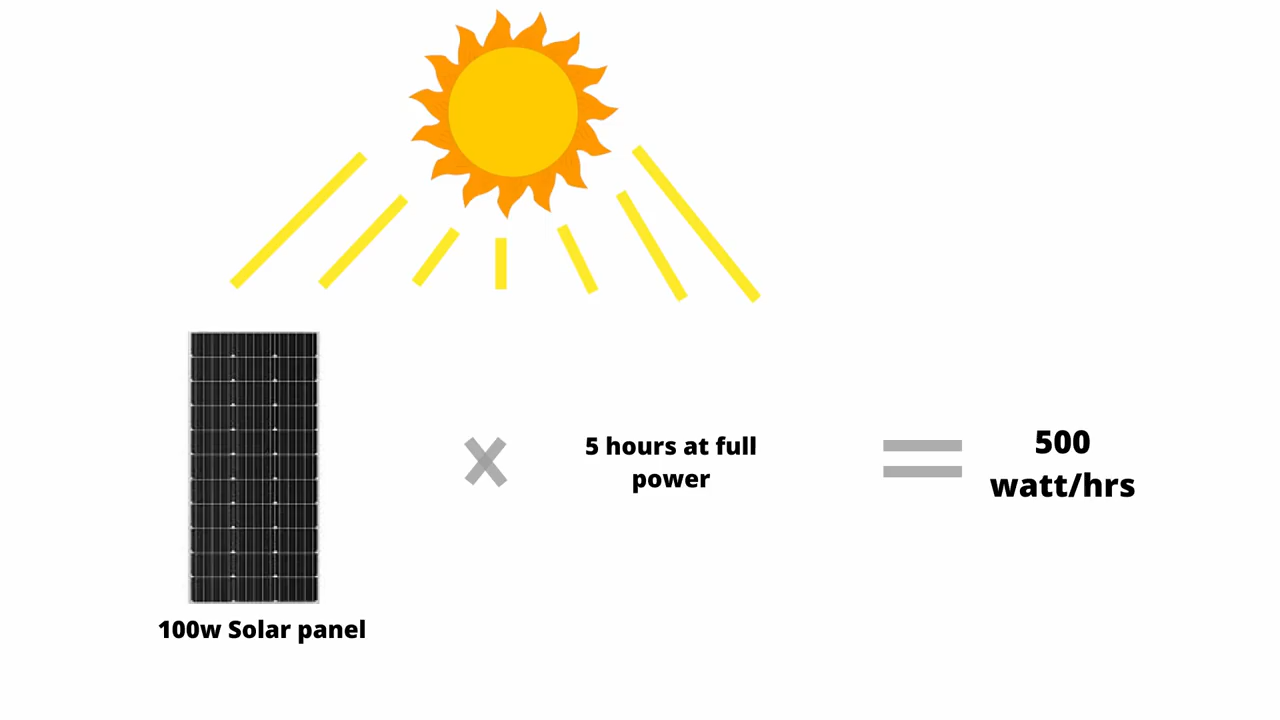 5 hours at full
power
500
watt/hrs
100w Solar panel